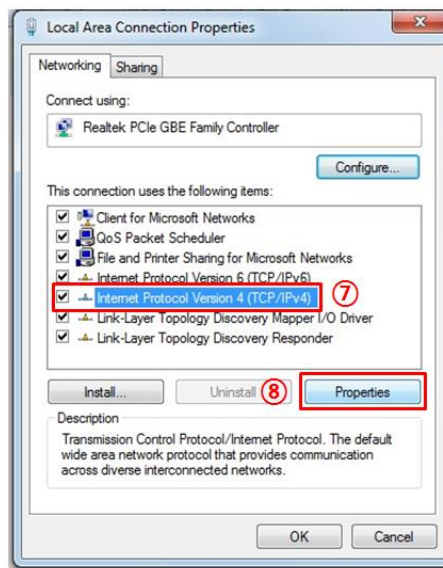 Local Area Connection Properties
Networking
Sharing
Connect using:
Realtek PCIe GBE Family Controller
Configure...
This connection uses the following items:
Client for Microsoft Networks
QoS Packet Scheduler
File and Printer Sharing for Microsoft Networks
Internet Protocol Version 6 (TCP/IPv6)
Internet Protocol Version 4 (TCP/IPv4) ⑦
Link-Layer Topology Discovery Mapper I/O Driver
Link-Layer Topology Discovery Responder
Install... Uninstall ⑧ Properties
Description
Transmission Control Protocol/Internet Protocol. The default
wide area network protocol that provides communication
across diverse interconnected networks.
OK Cancel